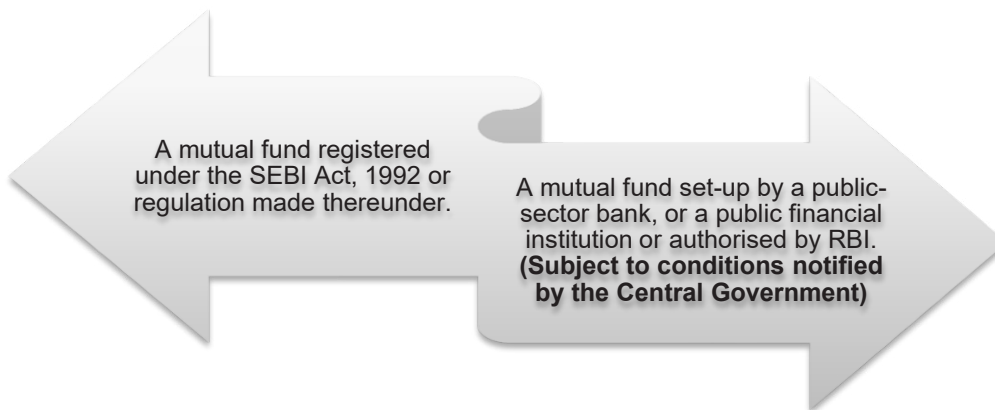 A mutual fund registered
under the SEBI Act, 1992 or
regulation made thereunder.
A mutual fund set-up by a public-
sector bank, or a public financial
institution or authorised by RBI.
(Subject to conditions notified
by the Central Government)